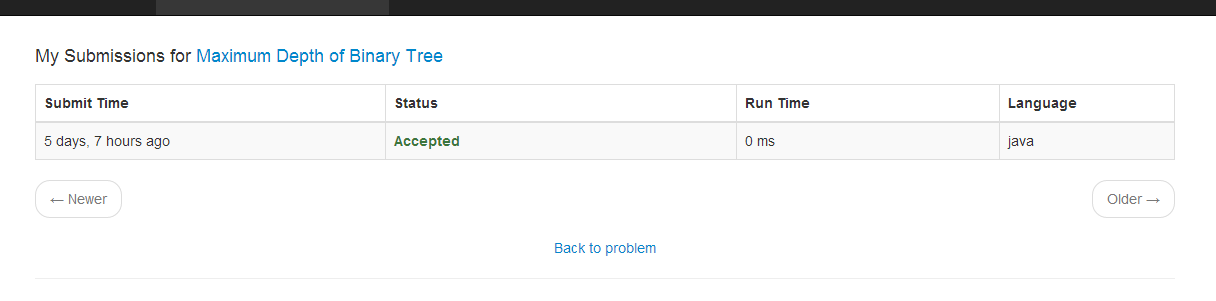 My Submissions for Maximum Depth of Binary Tree
Submit Time Status Run Time Language
5 days, 7 hours ago Accepted 0 ms java
← Newer Older →
Back to problem